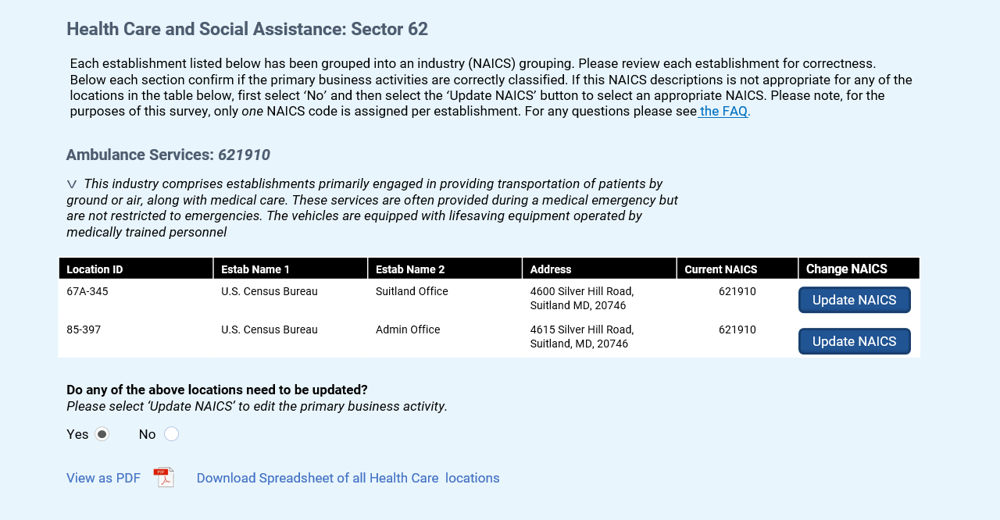 Health Care and Social Assistance: Sector 62
Each establishment listed below has been grouped into an industry (NAICS) grouping. Please review each establishment for correctness.
Below each section confirm if the primary business activities are correctly classified. If this NAICS descriptions is not appropriate for any of the
locations in the table below, first select ‘No’ and then select the ‘Update NAICS’ button to select an appropriate NAICS. Please note, for the
purposes of this survey, only one NAICS code is assigned per establishment. For any questions please see the FAQ.
Ambulance Services: 621910
This industry comprises establishments primarily engaged in providing transportation of patients by
ground or air, along with medical care. These services are often provided during a medical emergency but
are not restricted to emergencies. The vehicles are equipped with lifesaving equipment operated by
medically trained personnel
Location ID Estab Name 1 Estab Name 2 Address Current NAICS Change NAICS
67A-345 U.S. Census Bureau Suitland Office 4600 Silver Hill Road, 621910 Update NAICS
Suitland MD, 20746
85-397 U.S. Census Bureau Admin Office 4615 Silver Hill Road, 621910 Update NAICS
Suitland, MD, 20746
Do any of the above locations need to be updated?
Please select ‘Update NAICS’ to edit the primary business activity.
Yes No
View as PDF PDF Download Spreadsheet of all Health Care locations